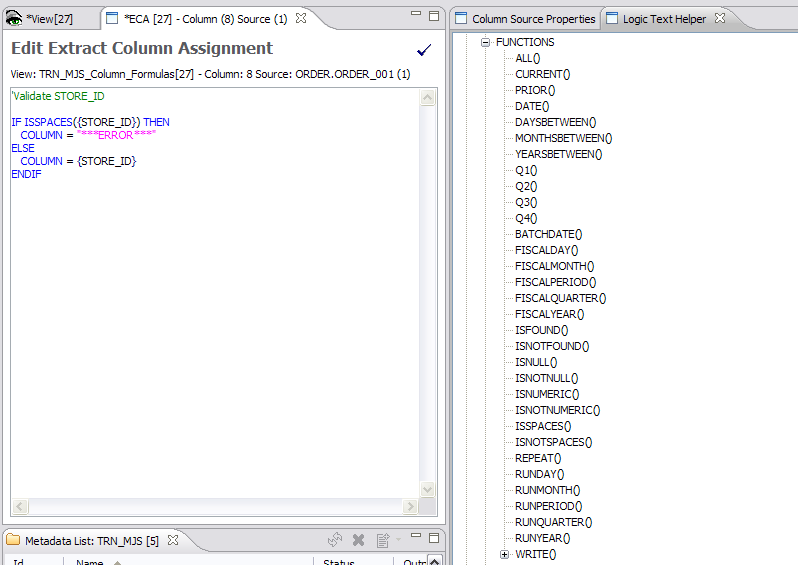 *View[27]
*ECA [27] - Column (8) Source (1)
Edit Extract Column Assignment
View: TRN_MJS_Column_Formulas[27] - Column: 8 Source: ORDER.ORDER_001 (1)
'Validate STORE_ID
IF ISSPACES({STORE_ID}) THEN
COLUMN = "***ERROR***"
ELSE
COLUMN = {STORE_ID}
ENDIF
Metadata List: TRN_MJS [5]
Id Name Status
Column Source Properties
Logic Text Helper
FUNCTIONS
ALL()
CURRENT()
PRIOR()
DATE()
DAYSBETWEEN()
MONTHSBETWEEN()
YEARSBETWEEN()
Q1()
Q2()
Q3()
Q4()
BATCHDATE()
FISCALDAY()
FISCALMONTH()
FISCALPERIOD()
FISCALQUARTER()
FISCALYEAR()
ISFOUND()
ISNOTFOUND()
ISNULL()
ISNOTNULL()
ISNUMERIC()
ISNOTNUMERIC()
ISSPACES()
ISNOTSPACES()
REPEAT()
RUNDAY()
RUNMONTH()
RUNPERIOD()
RUNQUARTER()
RUNYEAR()
WRITE()